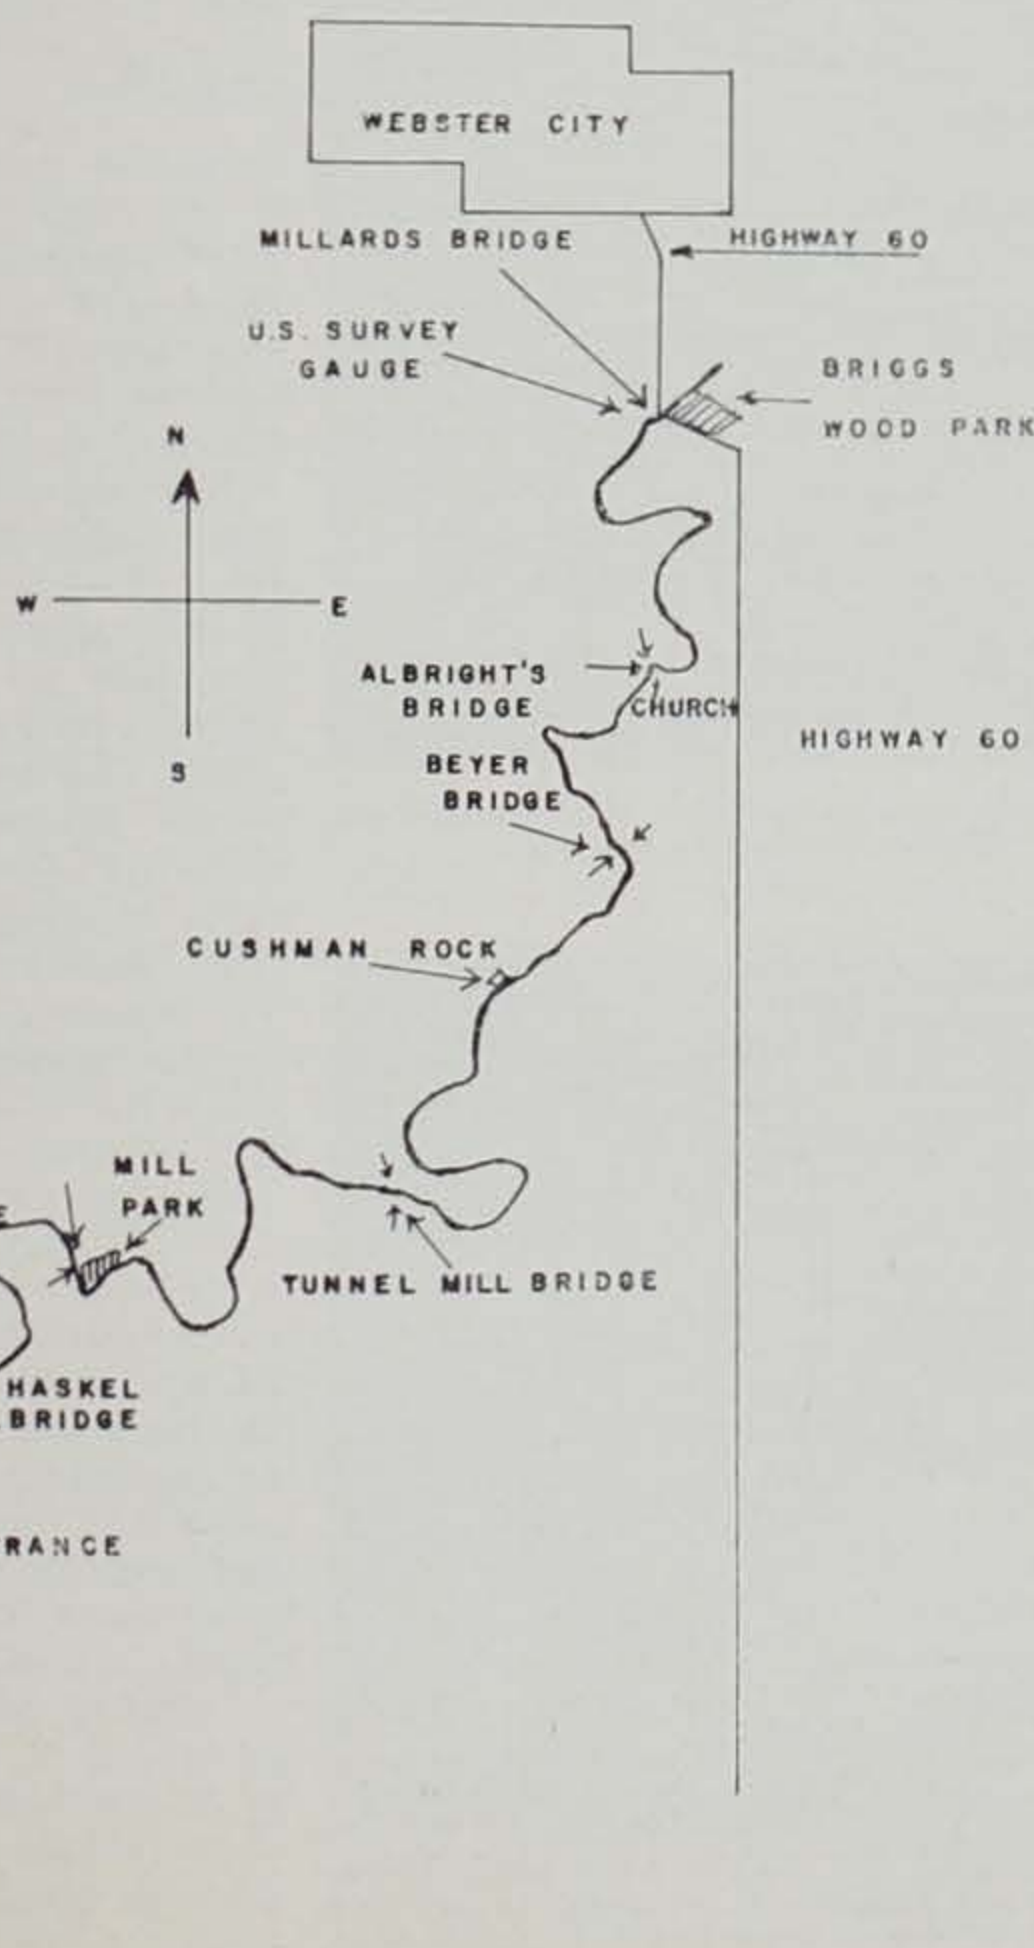 WEBSTER CITY
MILLARDS BRIDGE
HIGHWAY 60
U.S. SURVEY
GAUGE
BRIGGS
WOOD PARK
N
W
E
S
ALBRIGHT'S
BRIDGE
CHURCH
HIGHWAY 60
BEYER
BRIDGE
CUSHMAN ROCK
MILL
PARK
E
TUNNEL MILL BRIDGE
HASKEL
BRIDGE
RANCE